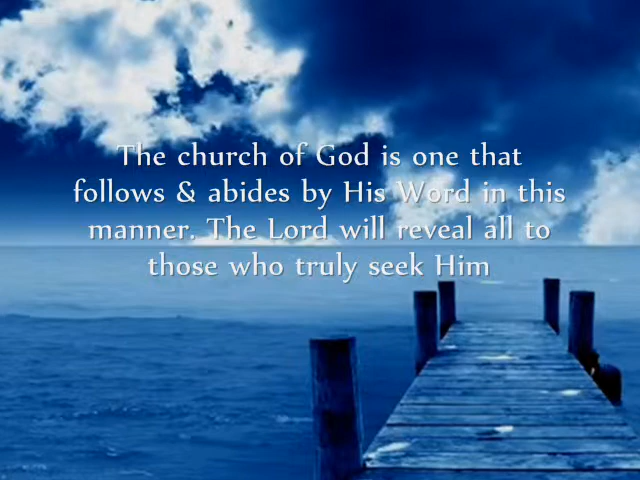 The church of God is one that
follows & abides by His Word in this
manner. The Lord will reveal all to
those who truly seek Him